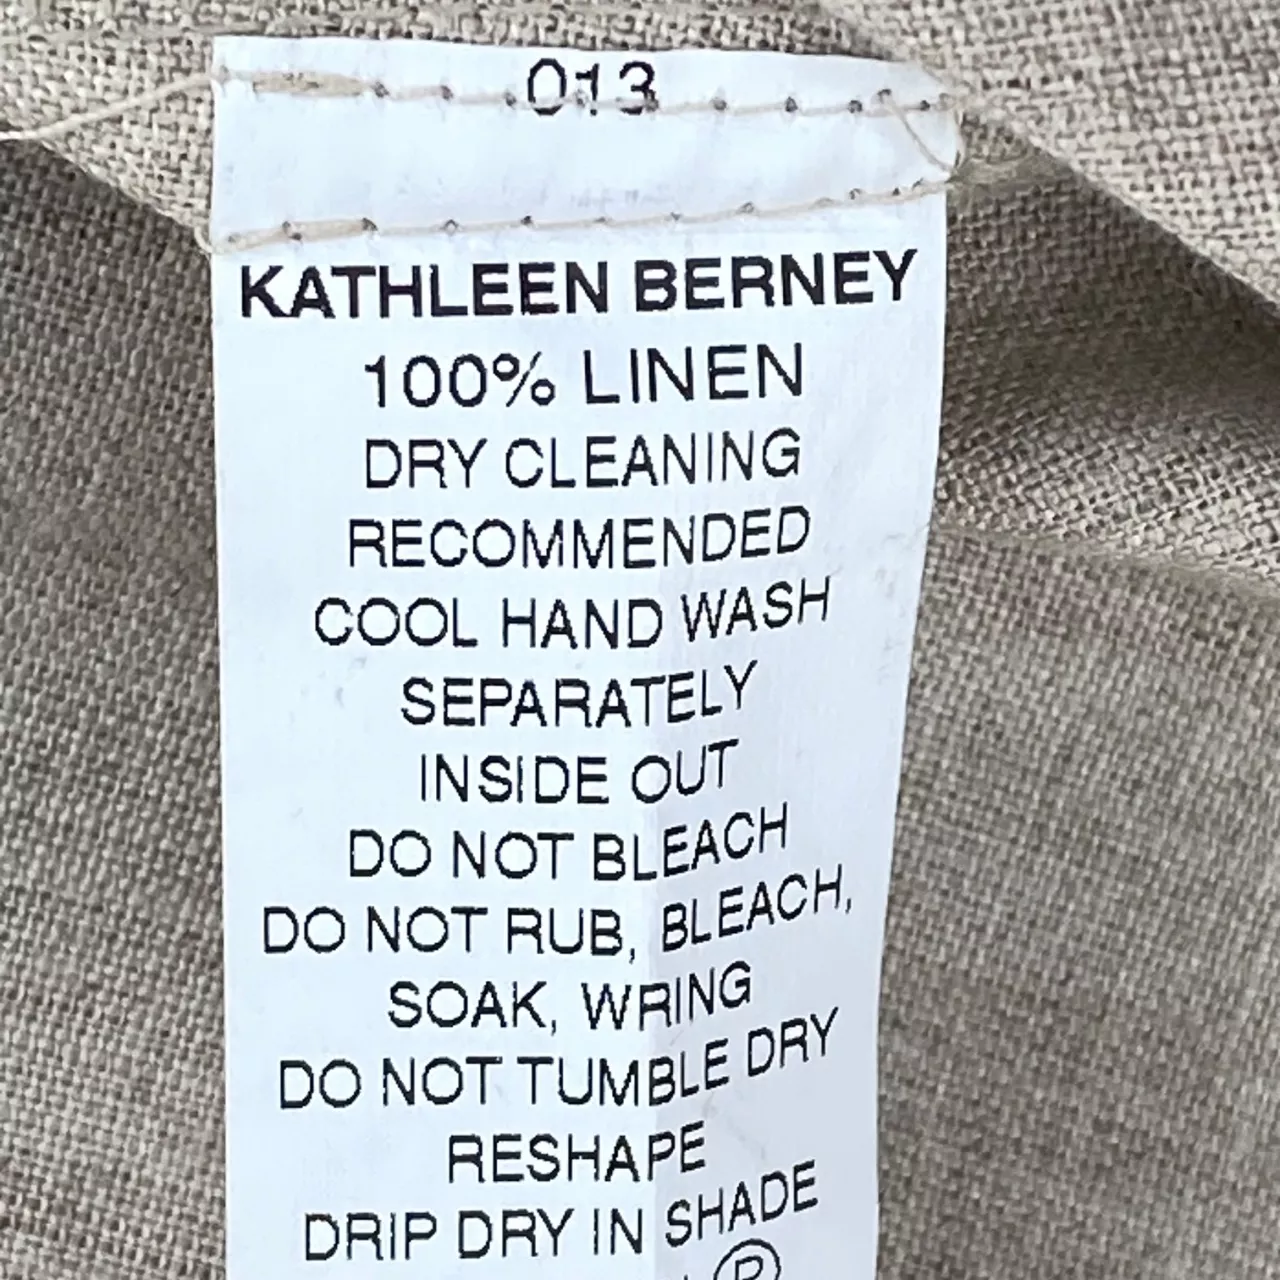 013
KATHLEEN BERNEY
100% LINEN
DRY CLEANING
RECOMMENDED
COOL HAND WASH
SEPARATELY
INSIDE OUT
DO NOT BLEACH
DO NOT RUB, BLEACH,
SOAK, WRING
DO NOT TUMBLE DRY
RESHAPE
DRIP DRY IN SHADE